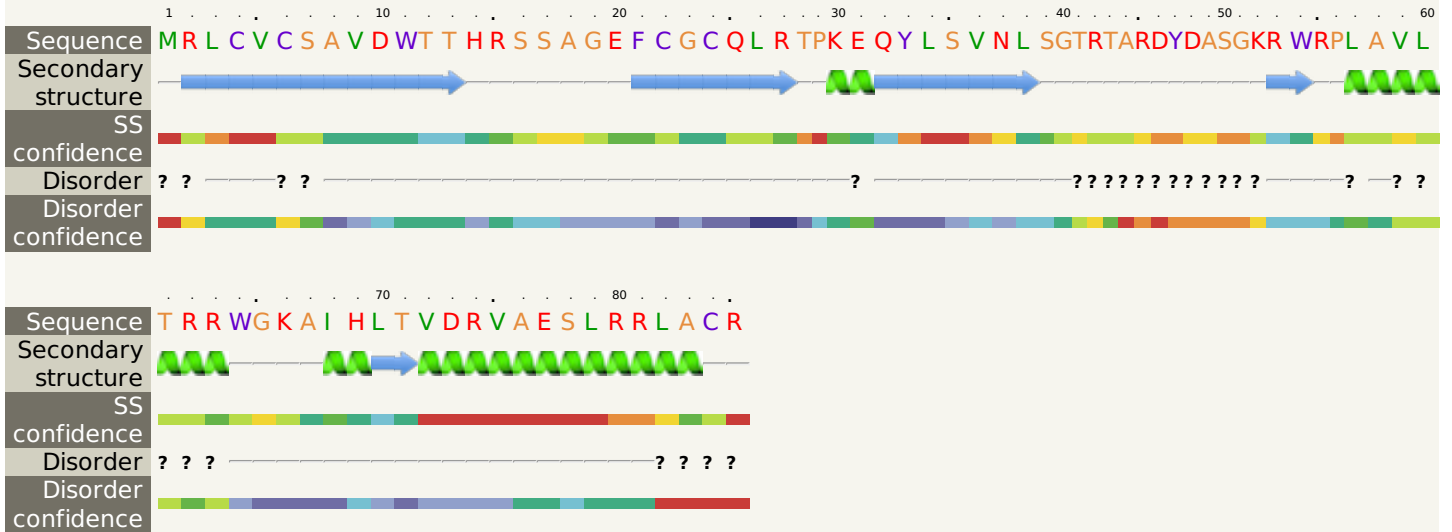 1 10 20 30 40 50 60
Sequence M R L C V C S A V D W T T H R S S A G E F C G C Q L R T P K E Q Y L S V N L S G T R T A R D Y D A S G K R W R P L A V L
Secondary
structure
SS
confidence
Disorder ? ? ? ? ? ? ? ? ? ? ? ? ? ? ? ? ? ? ? ?
Disorder
confidence
70 80
Sequence T R R W G K A I H L T V D R V A E S L R R L A C R
Secondary
structure
SS
confidence
Disorder ? ? ? ? ? ? ?
Disorder
confidence